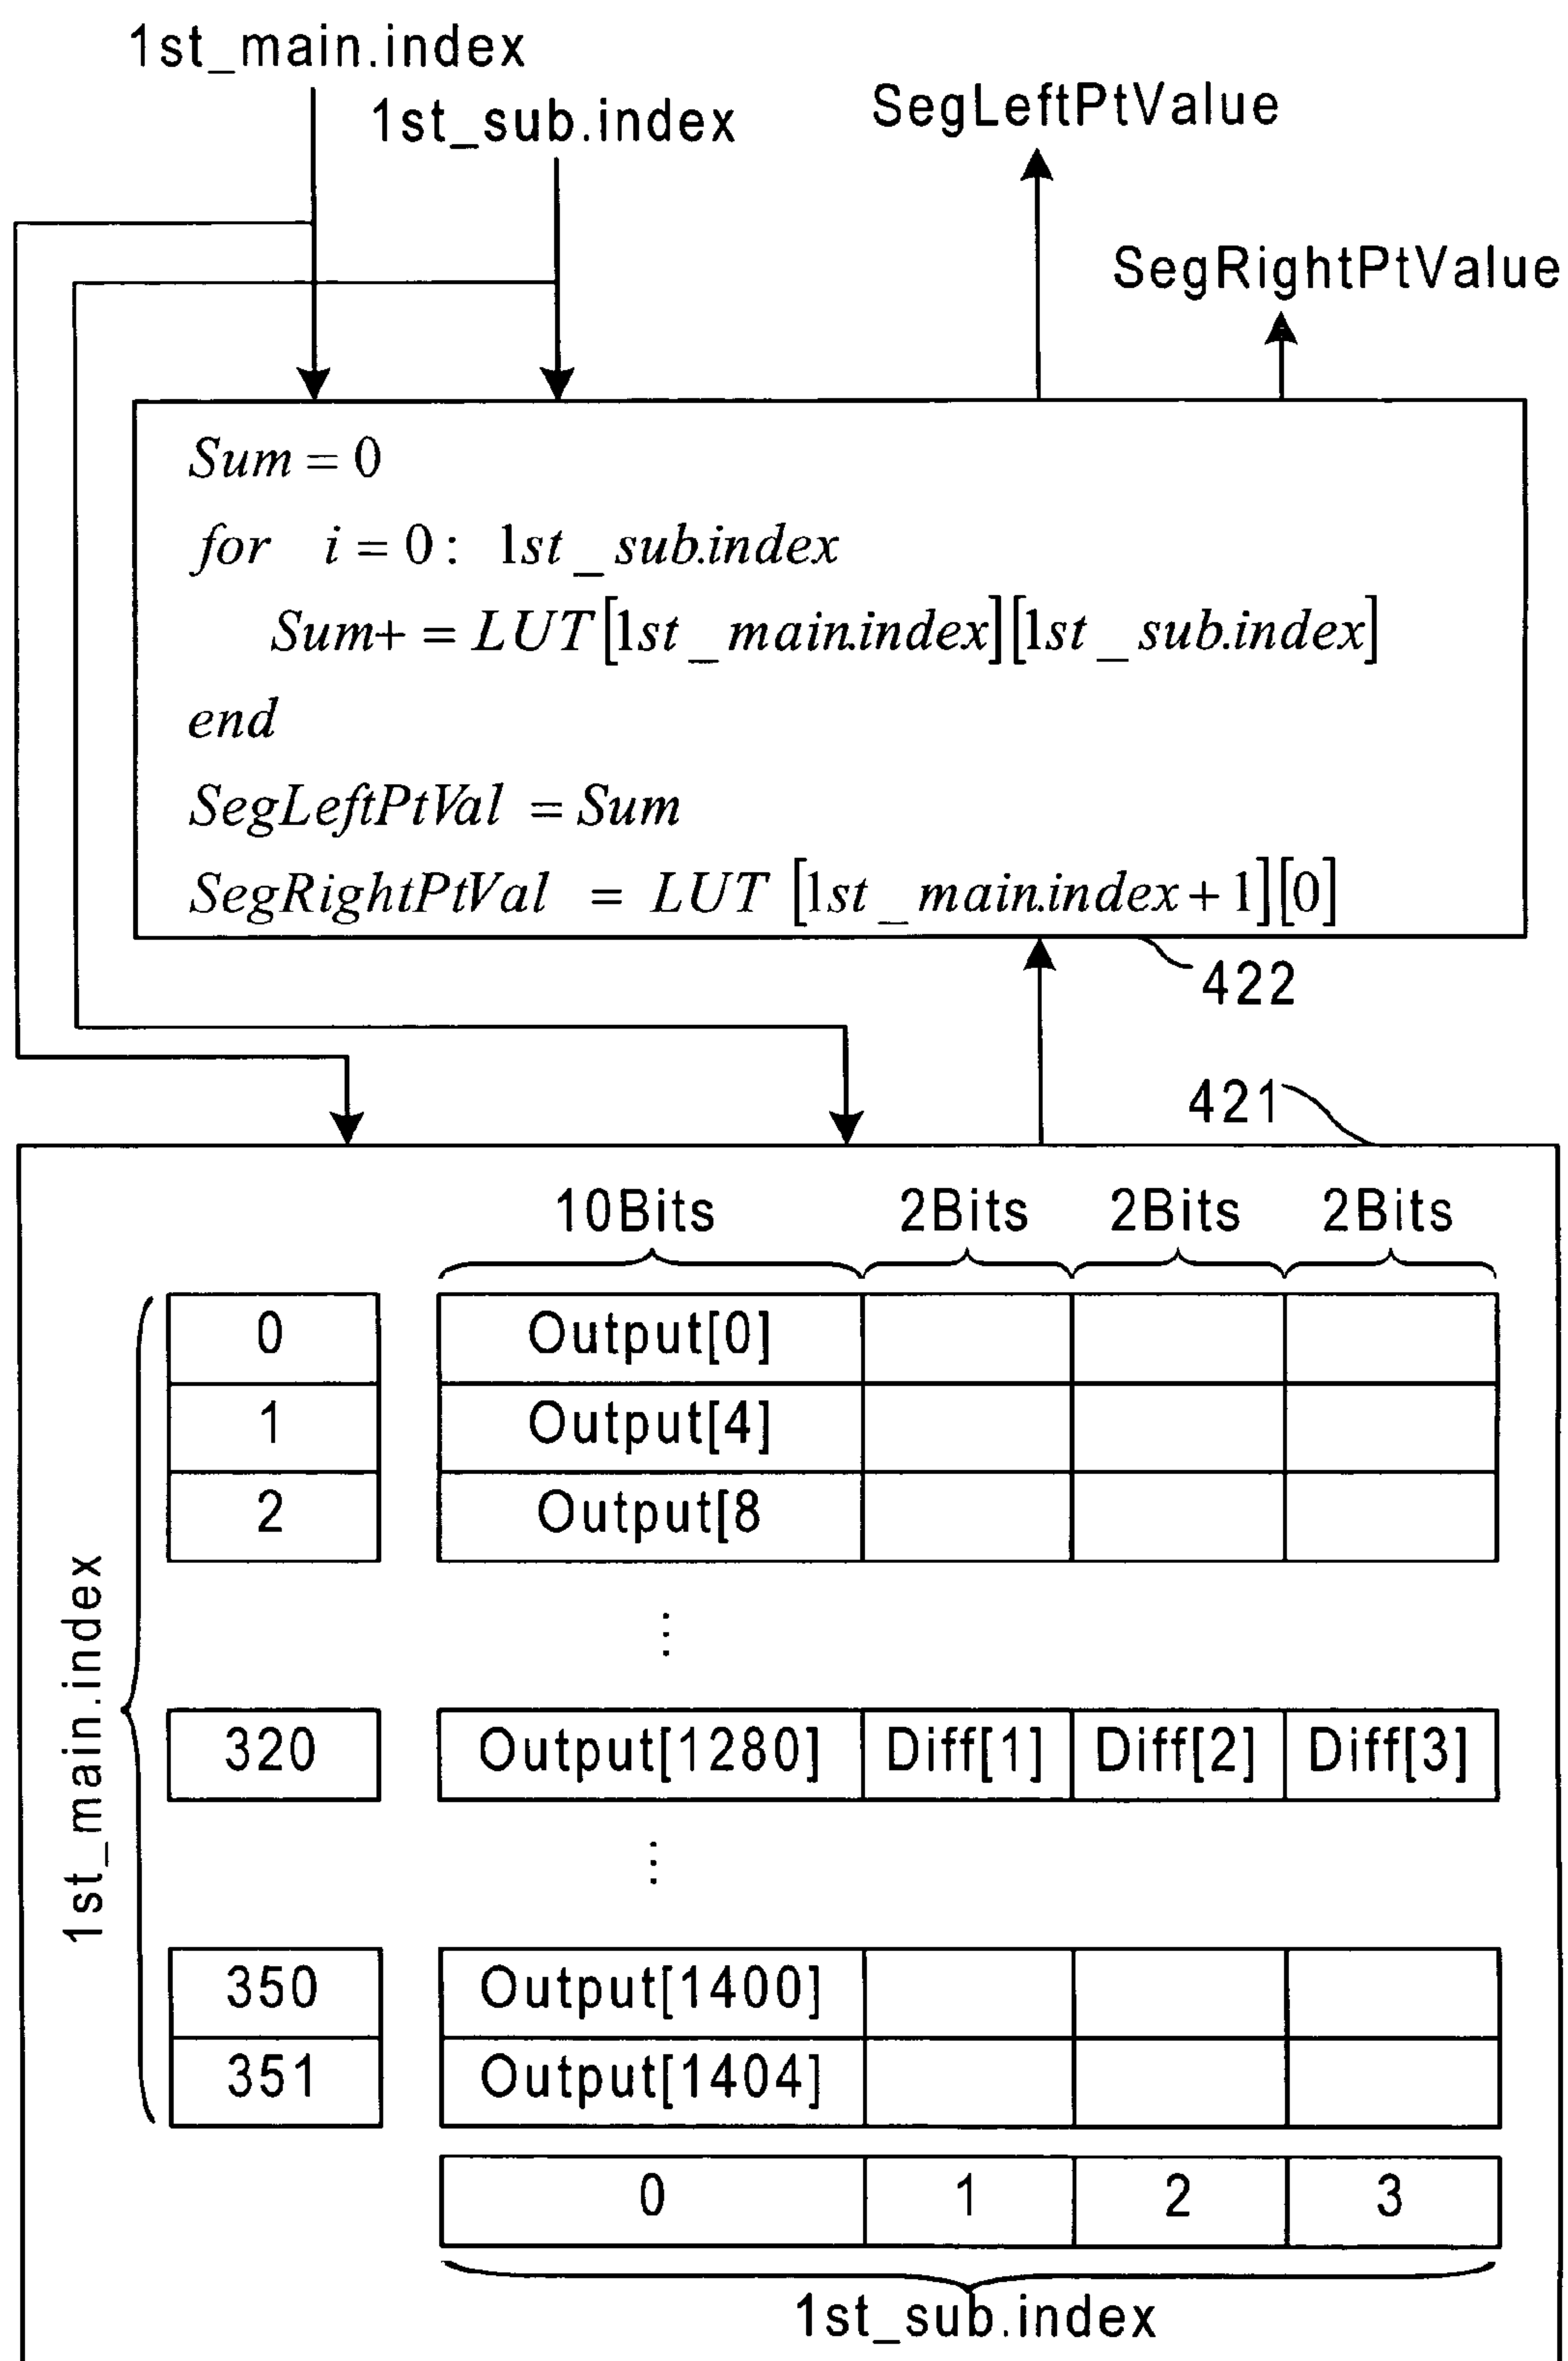 1st_main.index
1st_sub.index
SegLeftPtValue
SegRightPtValue
Sum = 0
for i = 0 : 1st_sub.index
Sum+ = LUT[1st_main.index][1st_sub.index]
end
SegLeftPtVal = Sum
SegRightPtVal = LUT [1st_main.index+1][0]
422
421
10Bits 2Bits 2Bits 2Bits
0 Output[0]
1 Output[4]
2 Output[8
⋮
320 Output[1280] Diff[1] Diff[2] Diff[3]
⋮
350 Output[1400]
351 Output[1404]
1st_main.index
0 1 2 3
1st_sub.index